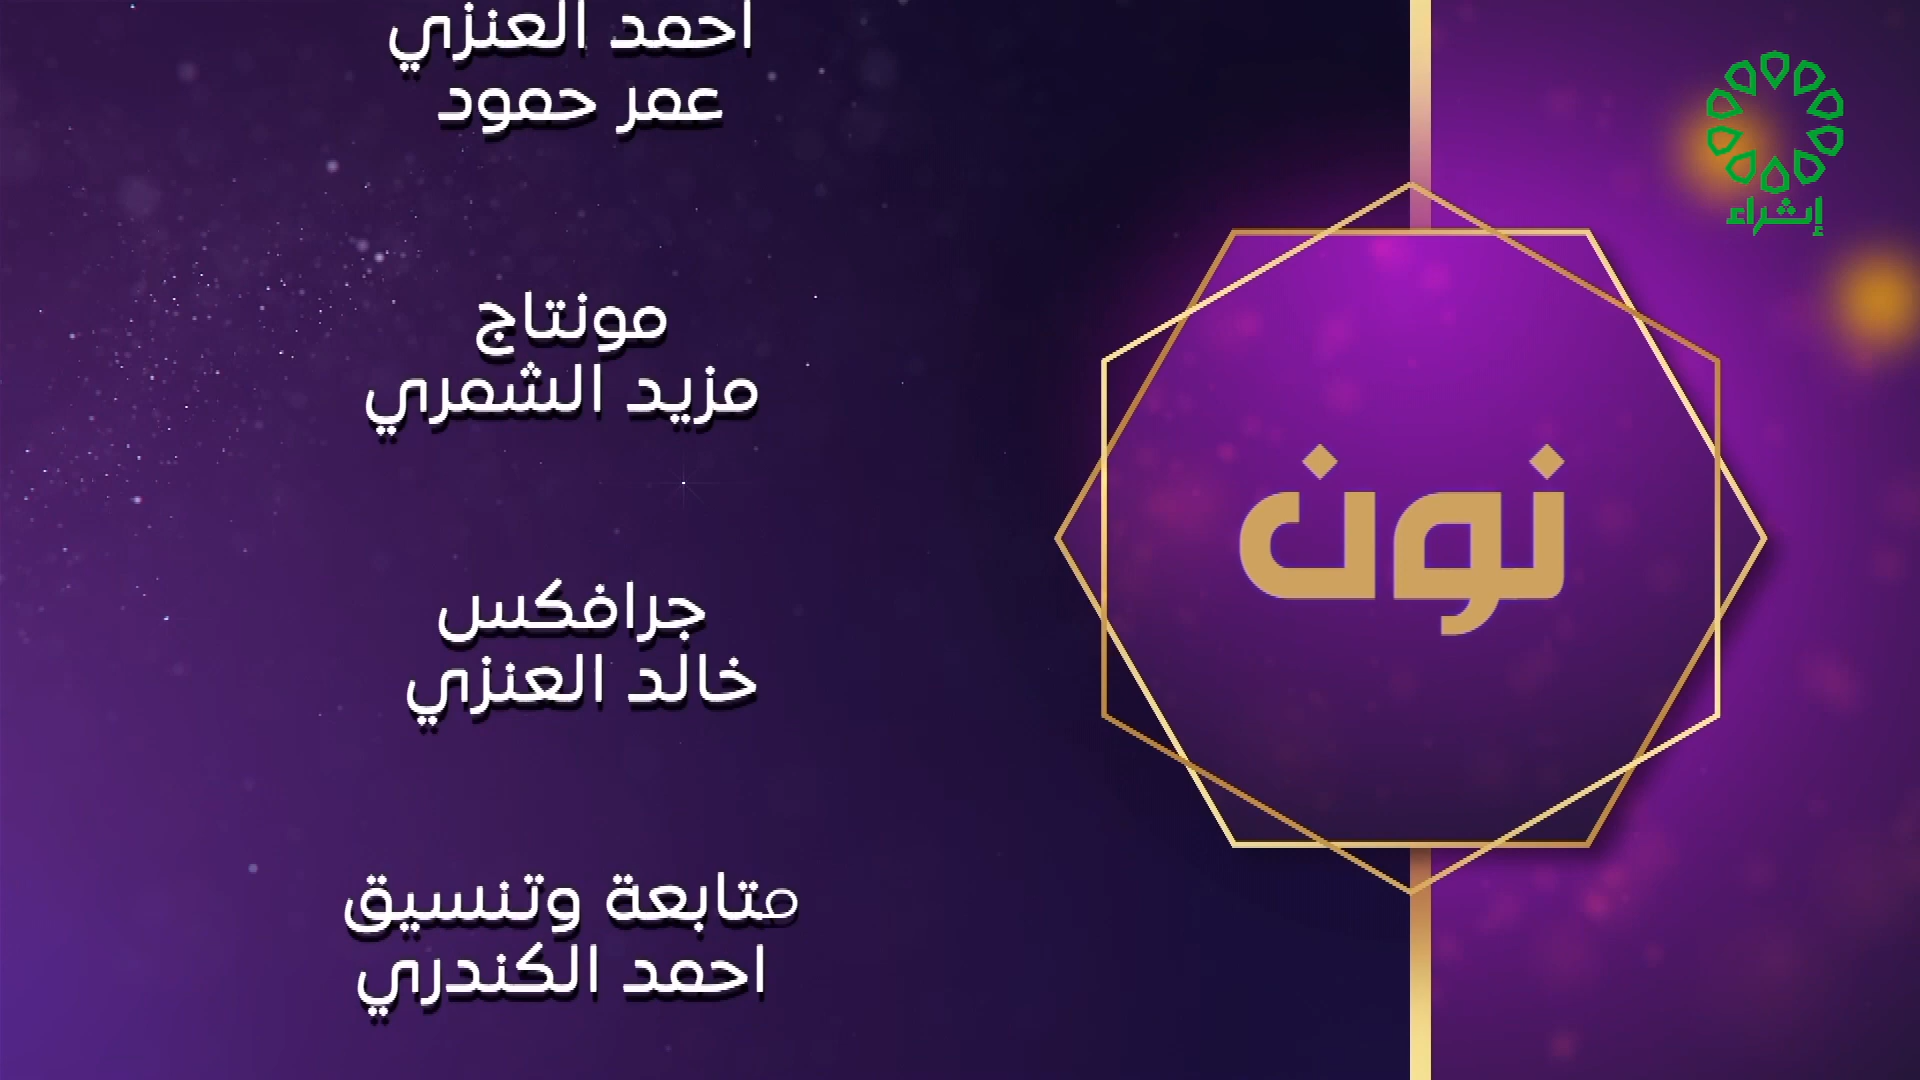 احمد العنزي
عمر حمود
مونتاج
مزيد الشمري
جرافكس
خالد العنزي
متابعة وتنسيق
احمد الكندري
نون
إثراء